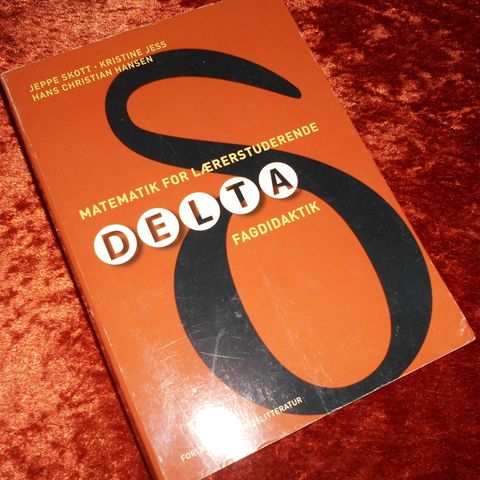 JEPPE SKOTT · KRISTINE JESS
HANS CHRISTIAN HANSEN
MATEMATIK FOR LÆRERSTUDERENDE
DELTA
FAGDIDAKTIK